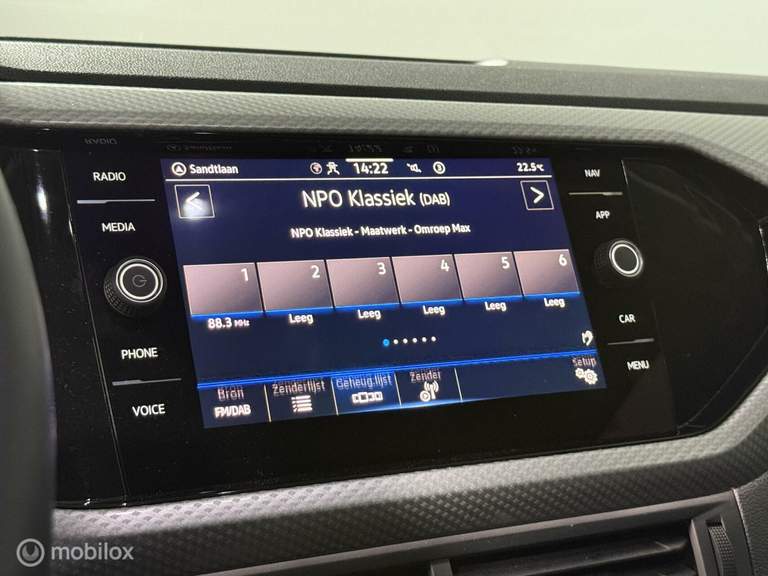 RADIO
MEDIA
PHONE
VOICE
Sandtlaan
3
14:22
22.5°C
NPO Klassiek (DAB)
NPO Klassiek - Maatwerk - Omroep Max
1 2 3 4 5 6
88.3 MHz Leeg Leeg Leeg Leeg Leeg
Bron Zenderlijst Geheug.lijst Zender Setup
FM/DAB
NAV
APP
CAR
MENU
mobilox